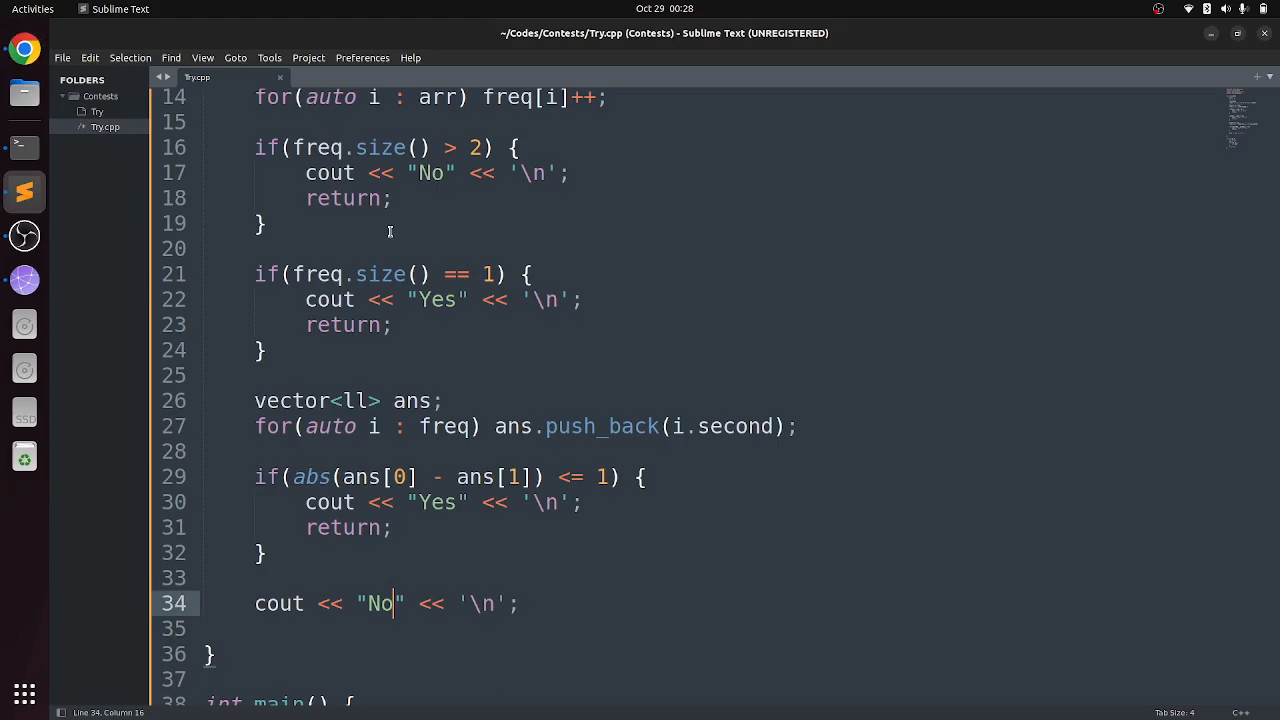 Activities
Sublime Text
Oct 29 00:28
~/Codes/Contests/Try.cpp (Contests) - Sublime Text (UNREGISTERED)
File Edit Selection View Goto Tools Project Preferences Help
FOLDERS
Contests
Try
Try.cpp
Try.cpp
14 for(auto i : arr) freq[i]++;
15
16 if(freq.size() > 2) {
17 cout << "No" << '\n';
18 return;
19 }
20
21 if(freq.size() == 1) {
22 cout << "Yes" << '\n';
23 return;
24 }
25
26 vector<ll> ans;
27 for(auto i : freq) ans.push_back(i.second);
28
29 if(abs(ans[0] - ans[1]) <= 1) {
30 cout << "Yes" << '\n';
31 return;
32 }
33
34 cout << "No" << '\n';
35
36 }
37
38 int main() {
SSD
Line 34, Column 16
Tab Size: 4
C++